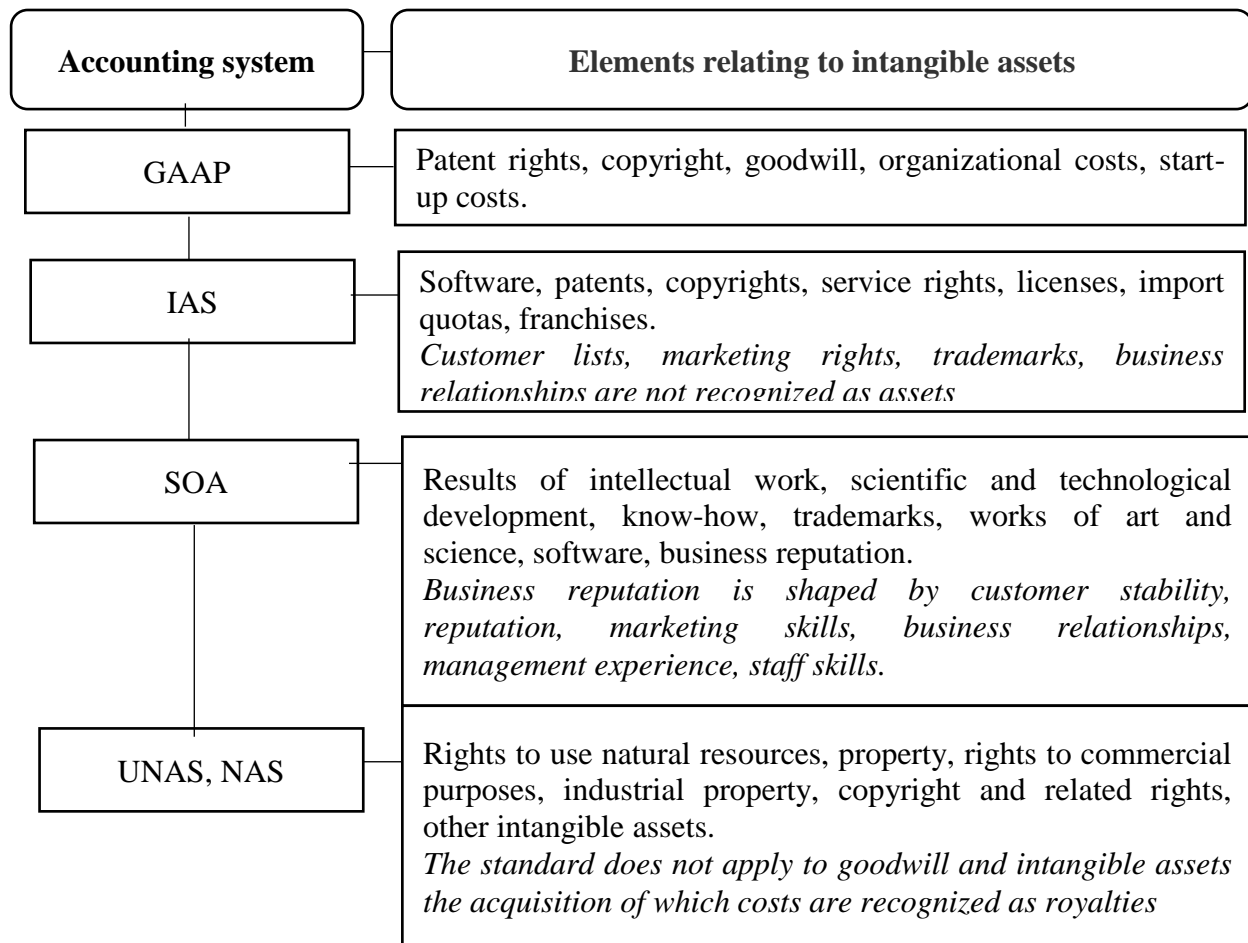 Accounting system
Elements relating to intangible assets
GAAP
Patent rights, copyright, goodwill, organizational costs, start-
up costs.
IAS
Software, patents, copyrights, service rights, licenses, import
quotas, franchises.
Customer lists, marketing rights, trademarks, business
relationships are not recognized as assets
SOA
Results of intellectual work, scientific and technological
development, know-how, trademarks, works of art and
science, software, business reputation.
Business reputation is shaped by customer stability,
reputation, marketing skills, business relationships,
management experience, staff skills.
UNAS, NAS
Rights to use natural resources, property, rights to commercial
purposes, industrial property, copyright and related rights,
other intangible assets.
The standard does not apply to goodwill and intangible assets
the acquisition of which costs are recognized as royalties